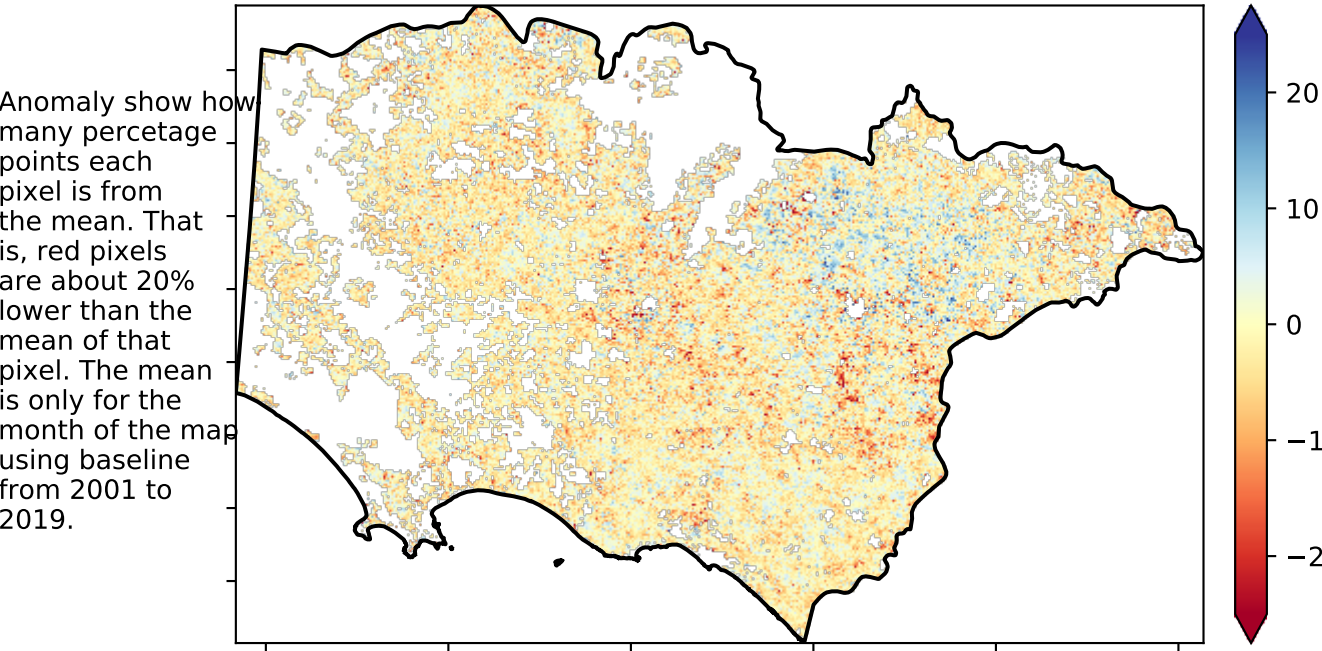 Anomaly show how
many percetage
points each
pixel is from
the mean. That
is, red pixels
are about 20%
lower than the
mean of that
pixel. The mean
is only for the
month of the map
using baseline
from 2001 to
2019.
20
10
0
−1
−2